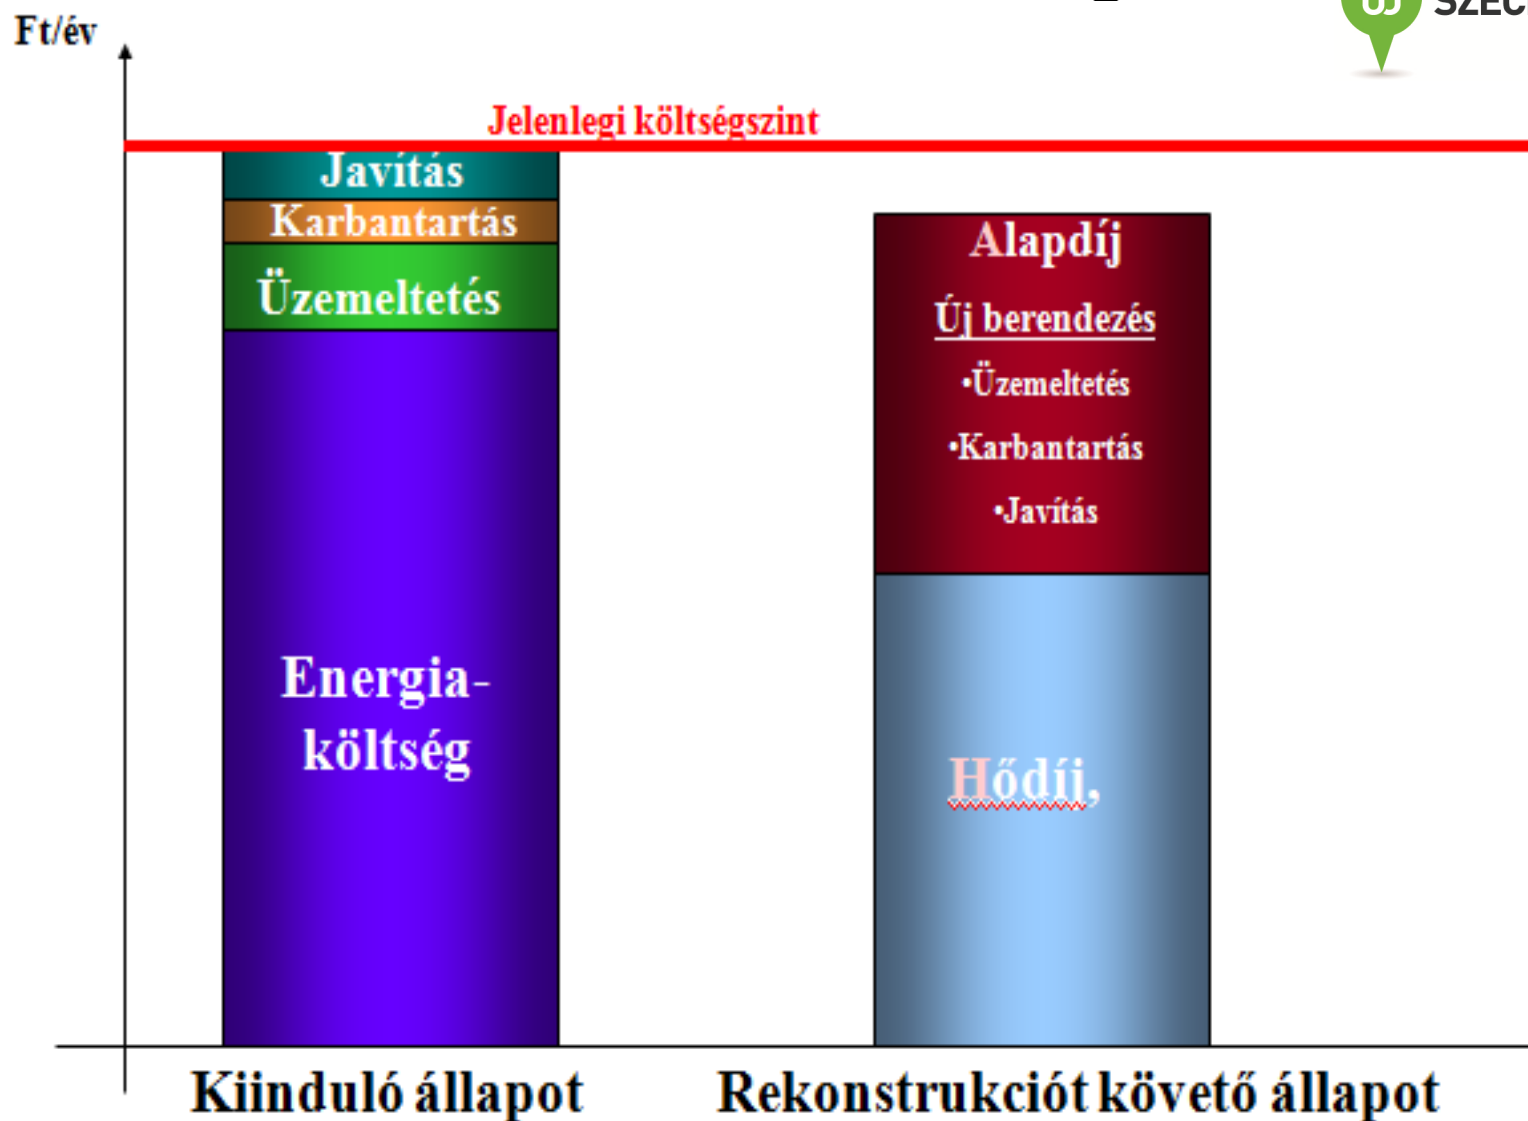 Ft/év
Jelenlegi költségszint
Javítás
Karbantartás
Üzemeltetés
Energia-
költség
Alapdíj
Új berendezés
•Üzemeltetés
•Karbantartás
•Javítás
Hődíj,
Kiinduló állapot
Rekonstrukciót követő állapot